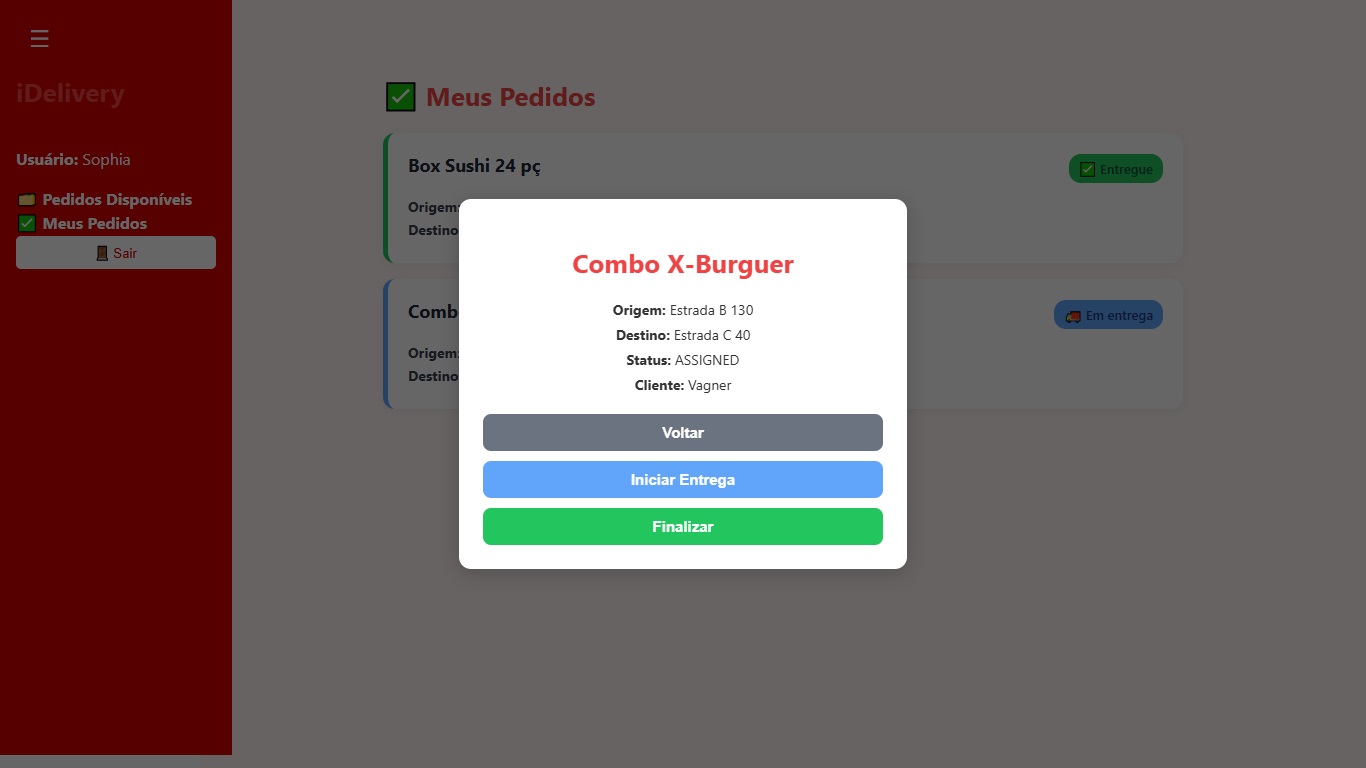 ☰
iDelivery
Usuário: Sophia
Pedidos Disponíveis
Meus Pedidos
Sair
Meus Pedidos
Box Sushi 24 pç
Entregue
Origem:
Destino
Comb
Em entrega
Origem:
Destino
Combo X-Burguer
Origem: Estrada B 130
Destino: Estrada C 40
Status: ASSIGNED
Cliente: Vagner
Voltar
Iniciar Entrega
Finalizar